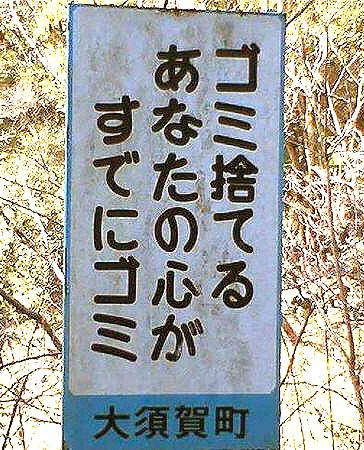 ゴミ捨てる
あなたの心が
すでにゴミ
大須賀町